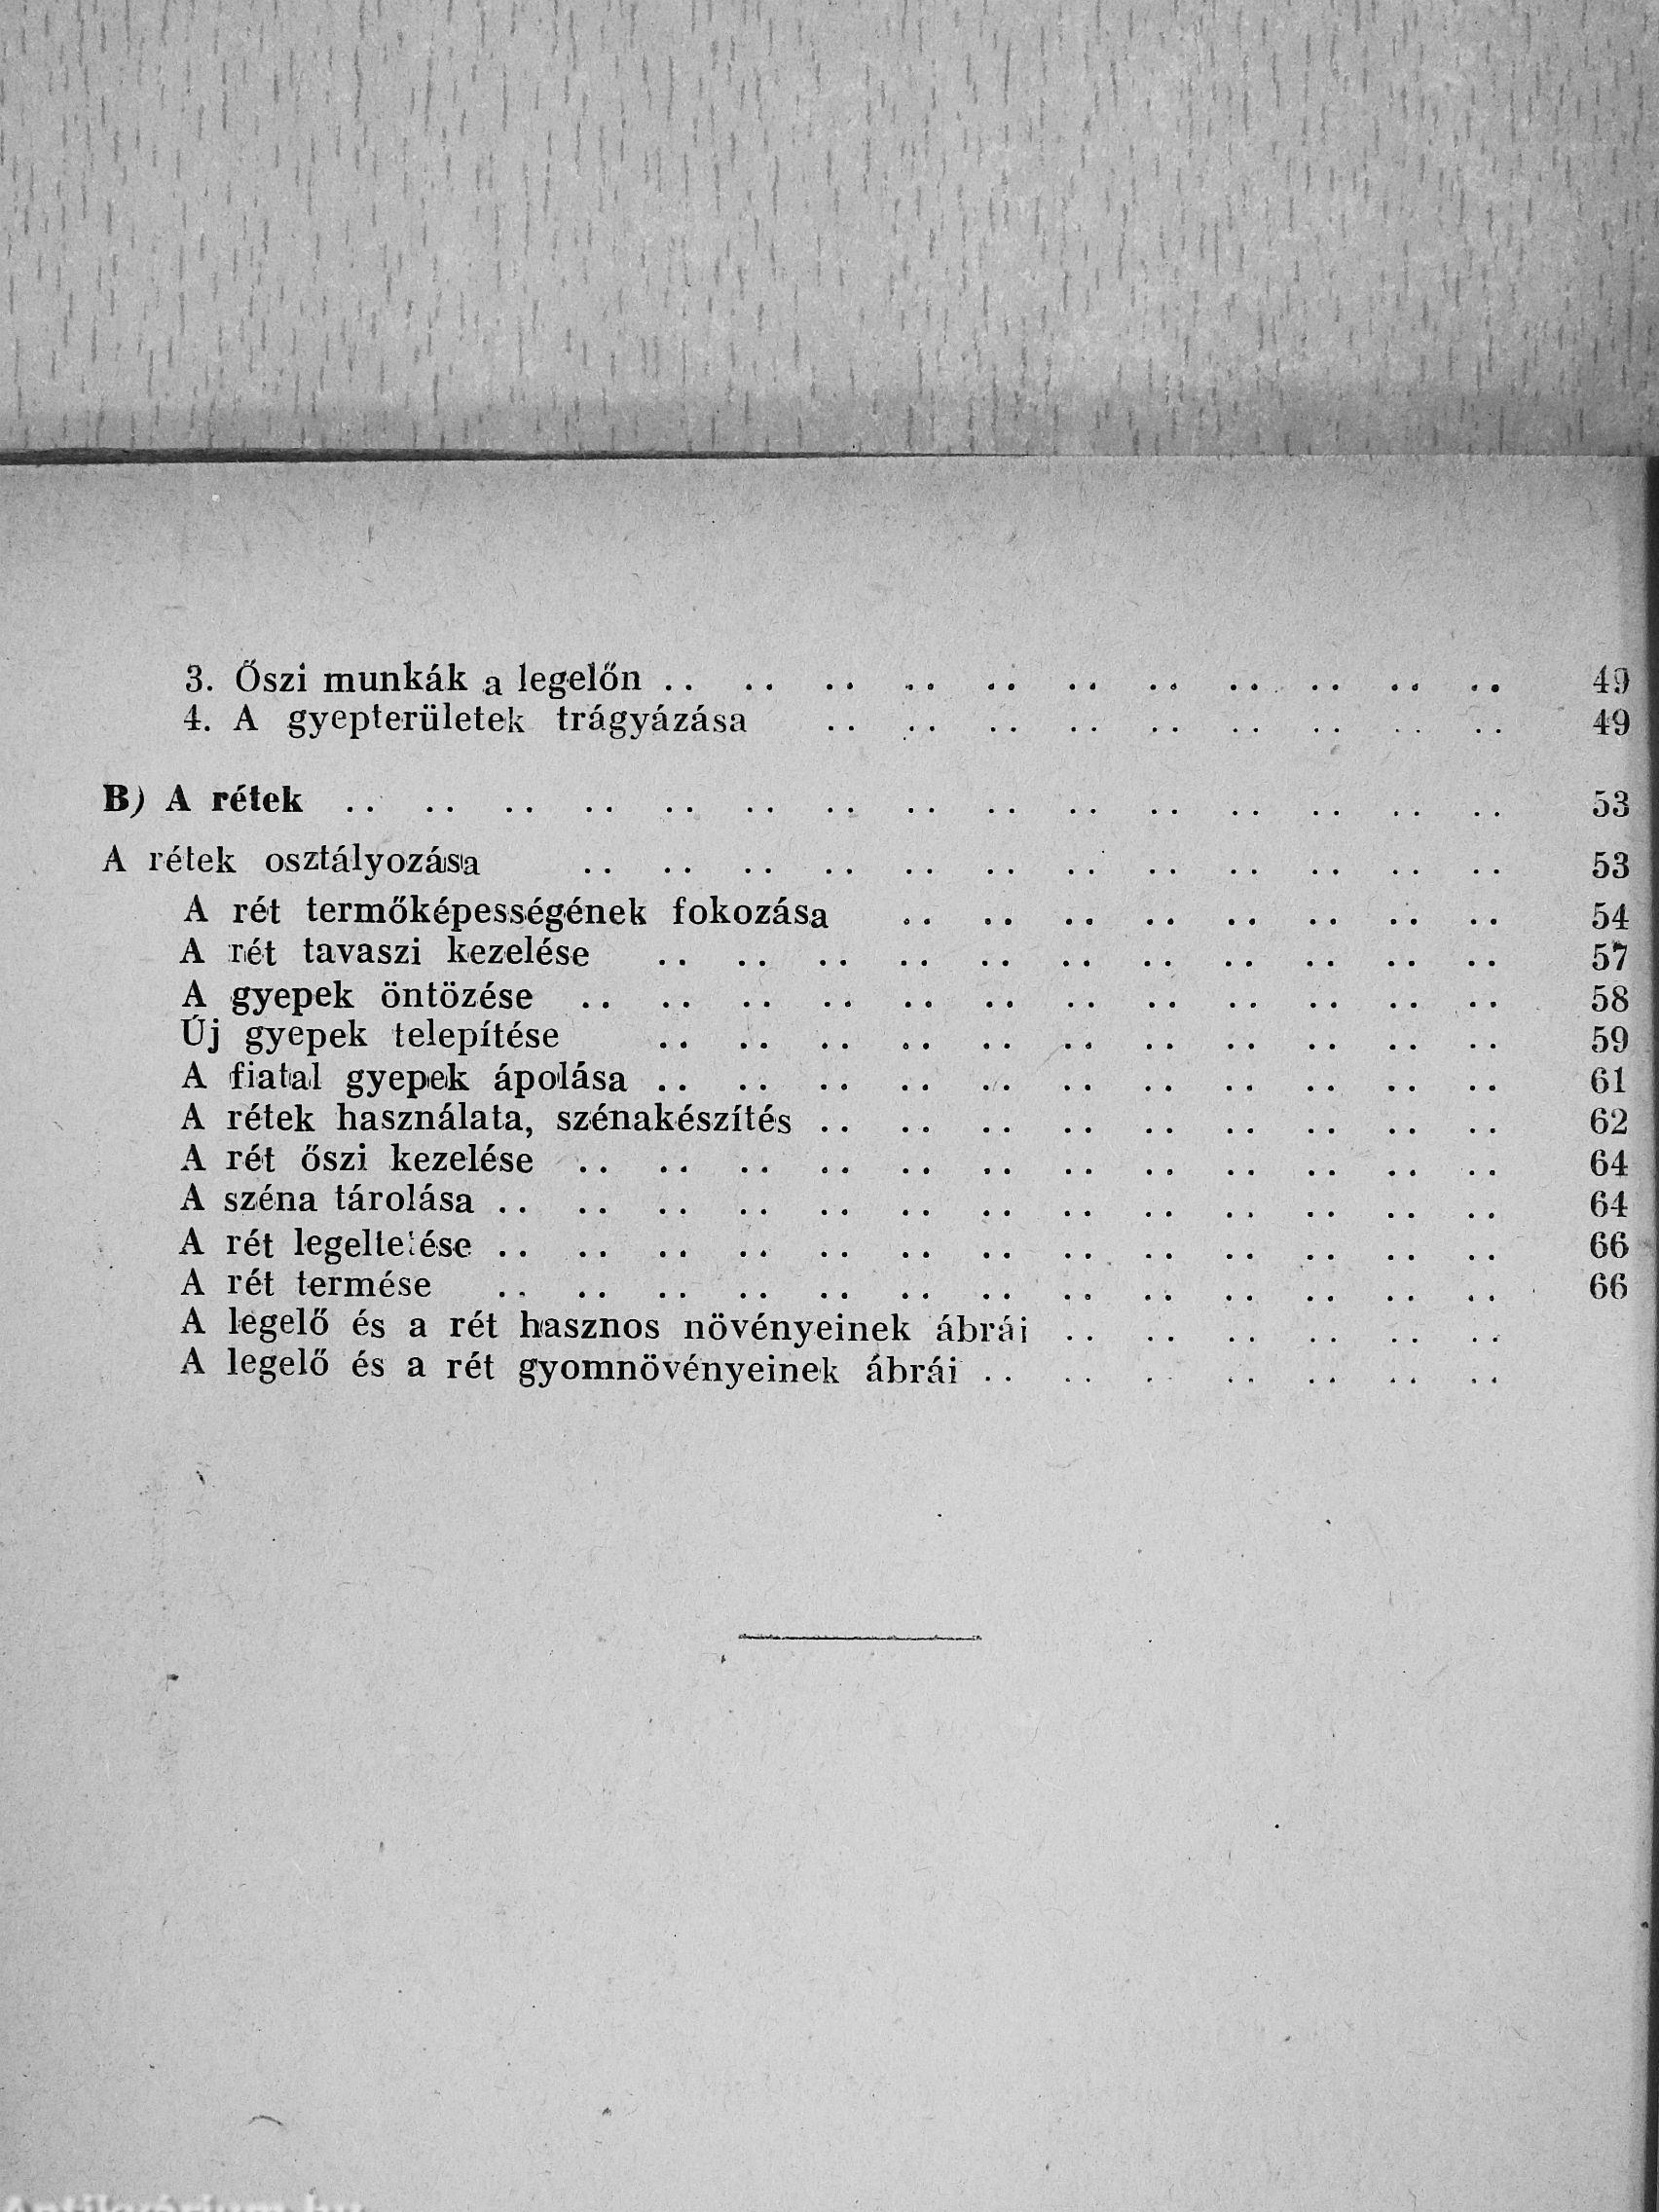 3. Őszi munkák a legelőn .. .. .. .. .. .. .. .. .. .. .. 49
4. A gyepterületek trágyázása .. .. .. .. .. .. .. .. .. 49
B) A rétek .. .. .. .. .. .. .. .. .. .. .. .. .. .. .. 53
A rétek osztályozása .. .. .. .. .. .. .. .. .. .. .. .. 53
A rét termőképességének fokozása .. .. .. .. .. .. .. .. 54
A rét tavaszi kezelése .. .. .. .. .. .. .. .. .. .. .. 57
A gyepek öntözése .. .. .. .. .. .. .. .. .. .. .. .. 58
Új gyepek telepítése .. .. .. .. .. .. .. .. .. .. .. 59
A fiatal gyepek ápolása .. .. .. .. .. .. .. .. .. .. .. 61
A rétek használata, szénakészítés .. .. .. .. .. .. .. .. .. 62
A rét őszi kezelése .. .. .. .. .. .. .. .. .. .. .. .. 64
A széna tárolása .. .. .. .. .. .. .. .. .. .. .. .. .. 64
A rét legeltetése .. .. .. .. .. .. .. .. .. .. .. .. .. 66
A rét termése .. .. .. .. .. .. .. .. .. .. .. .. .. 66
A legelő és a rét hasznos növényeinek ábrái .. .. .. .. .. ..
A legelő és a rét gyomnövényeinek ábrái .. .. .. .. .. .. ..
Antikvárium.hu